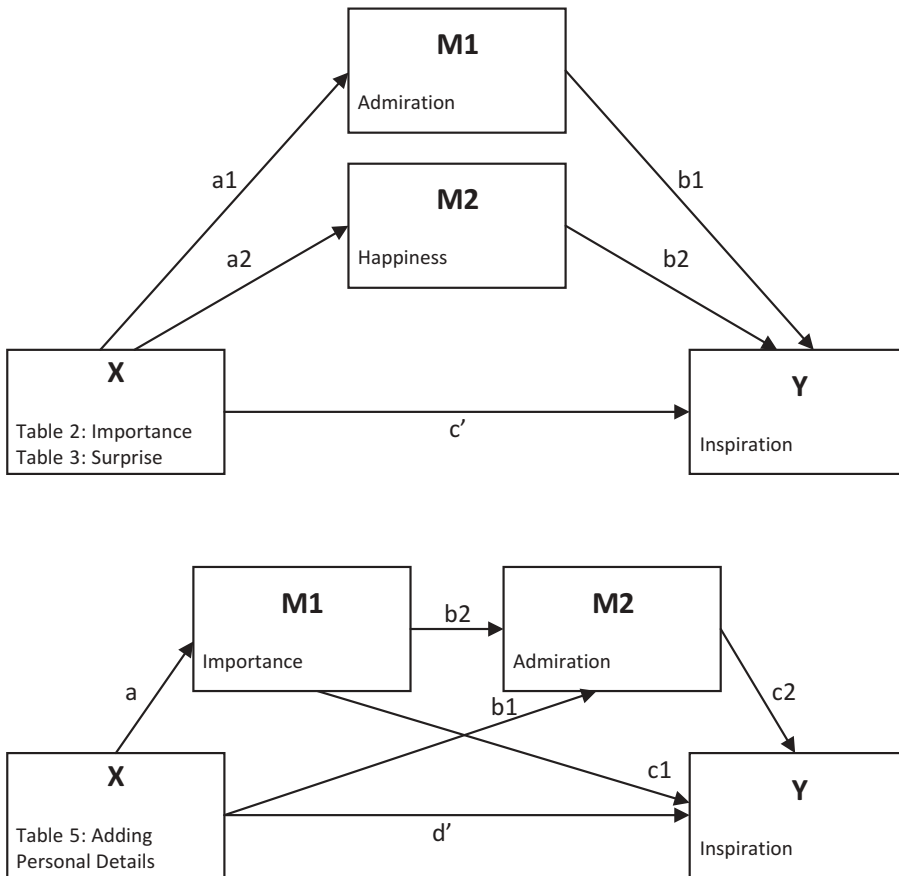 M1
Admiration
a1
b1
M2
a2
b2
Happiness
X
Y
Table 2: Importance
Table 3: Surprise
c’
Inspiration
M1
M2
b2
Importance
Admiration
a
b1
c2
c1
X
Y
Table 5: Adding
Personal Details
d’
Inspiration